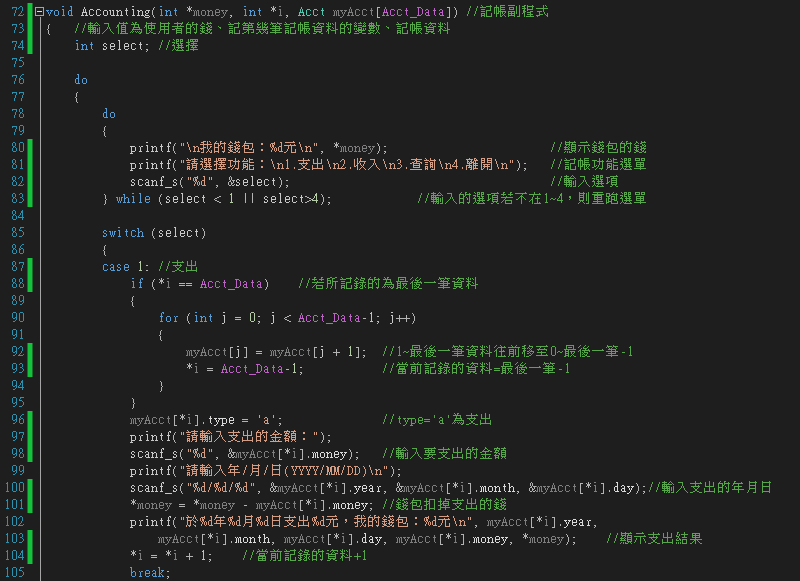 72 void Accounting(int *money, int *i, Acct myAcct[Acct_Data]) //記帳副程式
73 { //輸入值為使用者的錢、記第幾筆記帳資料的變數、記帳資料
74 int select; //選擇
75
76 do
77 {
78 do
79 {
80 printf("\n我的錢包：%d元\n", *money); //顯示錢包的錢
81 printf("請選擇功能：\n1.支出\n2.收入\n3.查詢\n4.離開\n"); //記帳功能選單
82 scanf_s("%d", &select); //輸入選項
83 } while (select < 1 || select>4); //輸入的選項若不在1~4，則重跑選單
84
85 switch (select)
86 {
87 case 1: //支出
88 if (*i == Acct_Data) //若所記錄的為最後一筆資料
89 {
90 for (int j = 0; j < Acct_Data-1; j++)
91 {
92 myAcct[j] = myAcct[j + 1]; //1~最後一筆資料往前移至0~最後一筆-1
93 *i = Acct_Data-1; //當前記錄的資料=最後一筆-1
94 }
95 }
96 myAcct[*i].type = 'a'; //type='a'為支出
97 printf("請輸入支出的金額：");
98 scanf_s("%d", &myAcct[*i].money); //輸入要支出的金額
99 printf("請輸入年/月/日(YYYY/MM/DD)\n");
100 scanf_s("%d/%d/%d", &myAcct[*i].year, &myAcct[*i].month, &myAcct[*i].day);//輸入支出的年月日
101 *money = *money - myAcct[*i].money; //錢包扣掉支出的錢
102 printf("於%d年%d月%d日支出%d元，我的錢包：%d元\n", myAcct[*i].year,
103 myAcct[*i].month, myAcct[*i].day, myAcct[*i].money, *money); //顯示支出結果
104 *i = *i + 1; //當前記錄的資料+1
105 break;